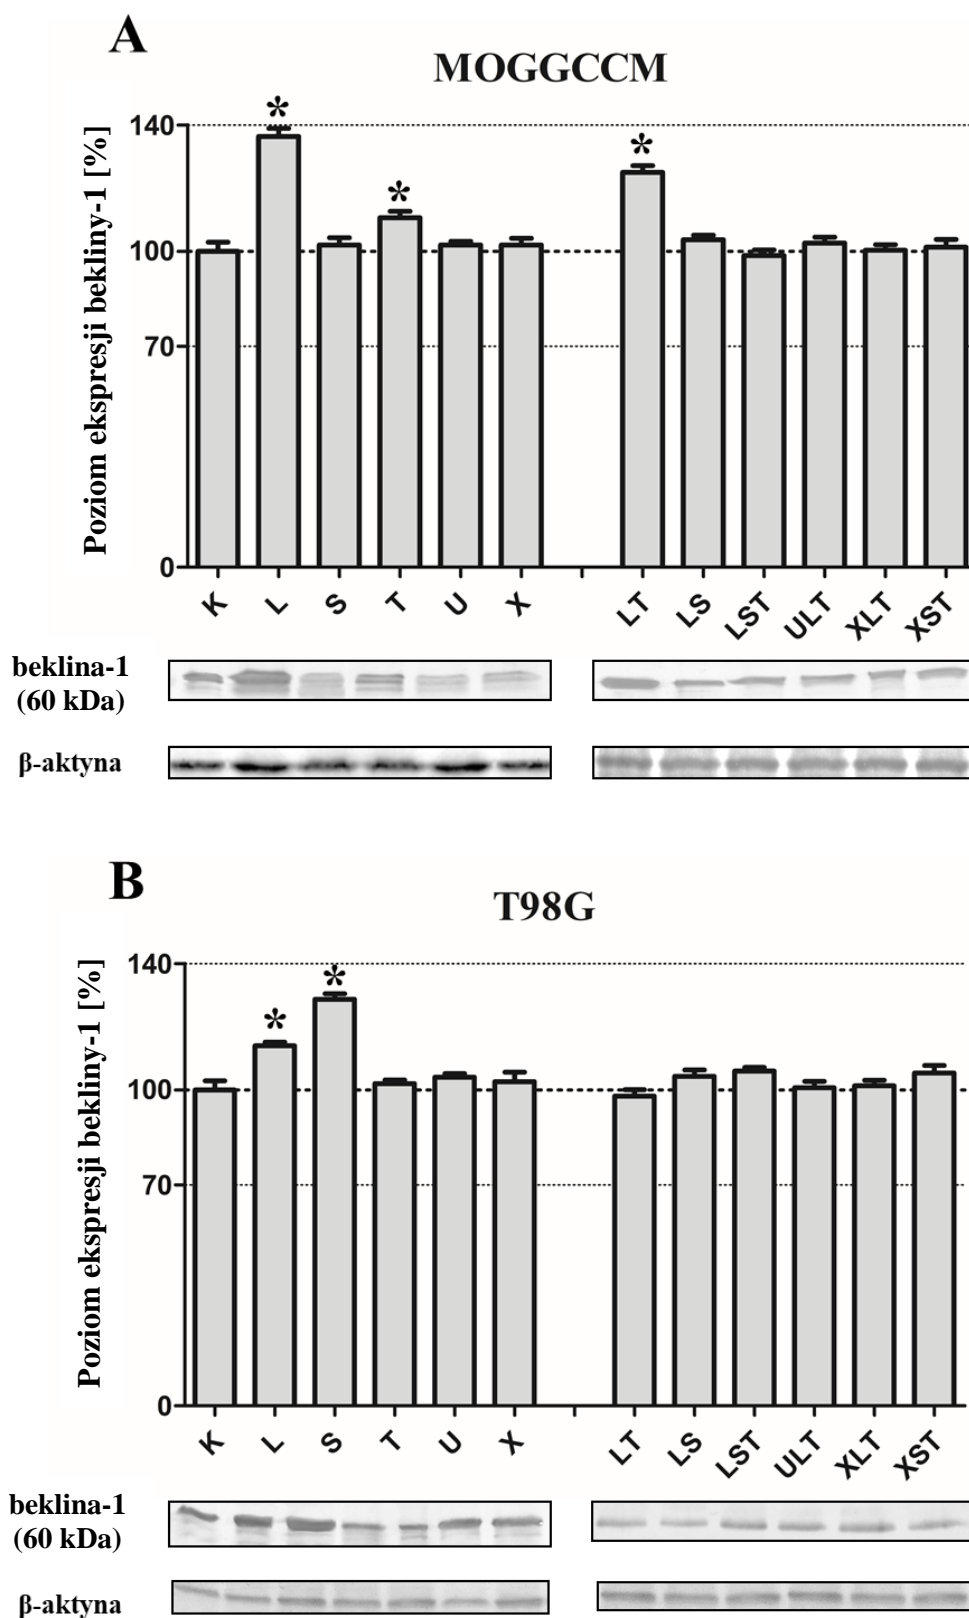 A
MOGGCCM
Poziom ekspresji bekliny-1 [%]
140
100
70
0
*
*
*
K L S T U X LT LS LST ULT XLT XST
beklina-1
(60 kDa)
β-aktyna
B
T98G
Poziom ekspresji bekliny-1 [%]
140
100
70
0
*
*
K L S T U X LT LS LST ULT XLT XST
beklina-1
(60 kDa)
β-aktyna